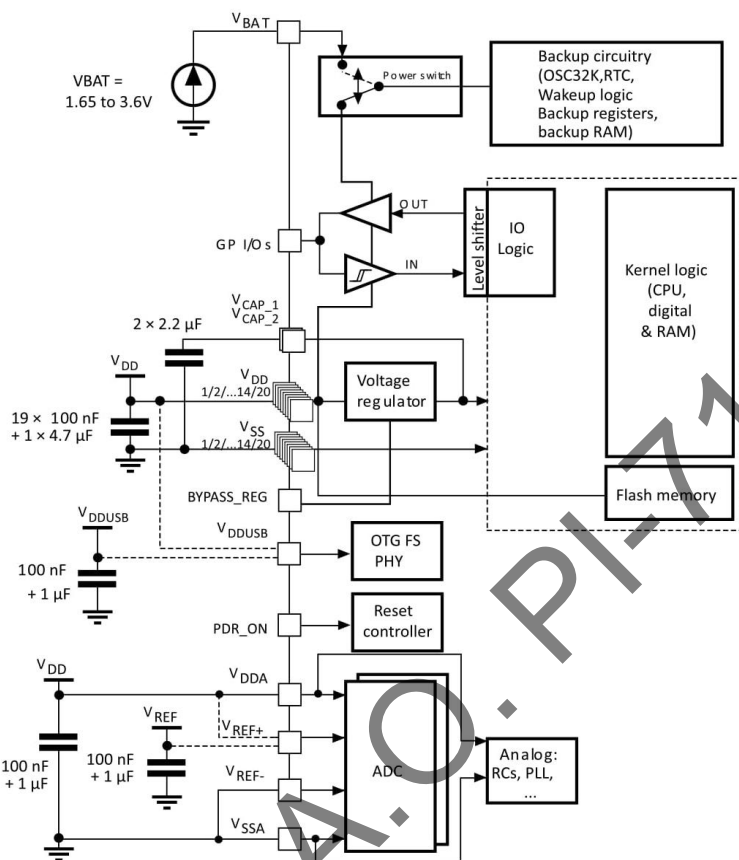 VBAT
VBAT =
1.65 to 3.6V
Power switch
Backup circuitry
(OSC32K,RTC,
Wakeup logic
Backup registers,
backup RAM)
OUT
GP I/Os
IN
Level shifter
IO
Logic
Kernel logic
(CPU,
digital
& RAM)
VCAP_1
VCAP_2
2 × 2.2 μF
VDD
VDD
1/2/...14/20
Voltage
regulator
19 × 100 nF
+ 1 × 4.7 μF
VSS
1/2/...14/20
BYPASS_REG
Flash memory
VDDUSB
VDDUSB
OTG FS
PHY
100 nF
+ 1 μF
PDR_ON
Reset
controller
VDD
VDDA
VREF
VREF+
100 nF
+ 1 μF
100 nF
+ 1 μF
VREF-
ADC
Analog:
RCs, PLL,
...
VSSA
A.O. PI-71